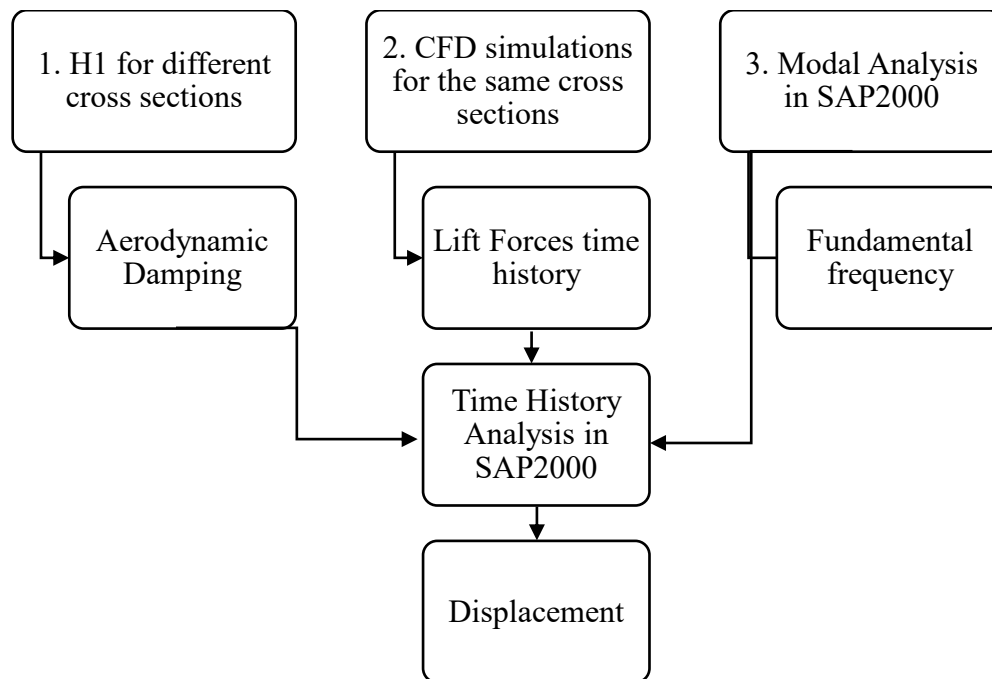 1. H1 for different
cross sections
2. CFD simulations
for the same cross
sections
3. Modal Analysis
in SAP2000
Aerodynamic
Damping
Lift Forces time
history
Fundamental
frequency
Time History
Analysis in
SAP2000
Displacement